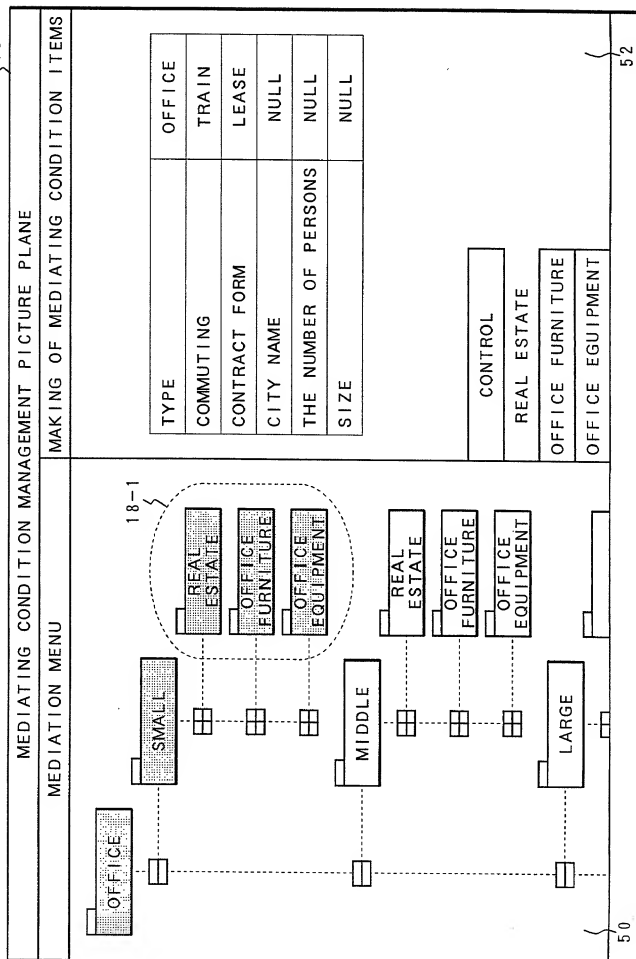 MEDIATING CONDITION MANAGEMENT PICTURE PLANE
MEDIATION MENU
MAKING OF MEDIATING CONDITION ITEMS
OFFICE
SMALL
18-1
REAL
ESTATE
OFFICE
FURNITURE
OFFICE
EQUIPMENT
MIDDLE
REAL
ESTATE
OFFICE
FURNITURE
OFFICE
EQUIPMENT
LARGE
50
TYPE OFFICE
COMMUTING TRAIN
CONTRACT FORM LEASE
CITY NAME NULL
THE NUMBER OF PERSONS NULL
SIZE NULL
CONTROL
REAL ESTATE
OFFICE FURNITURE
OFFICE EGUIPMENT
52